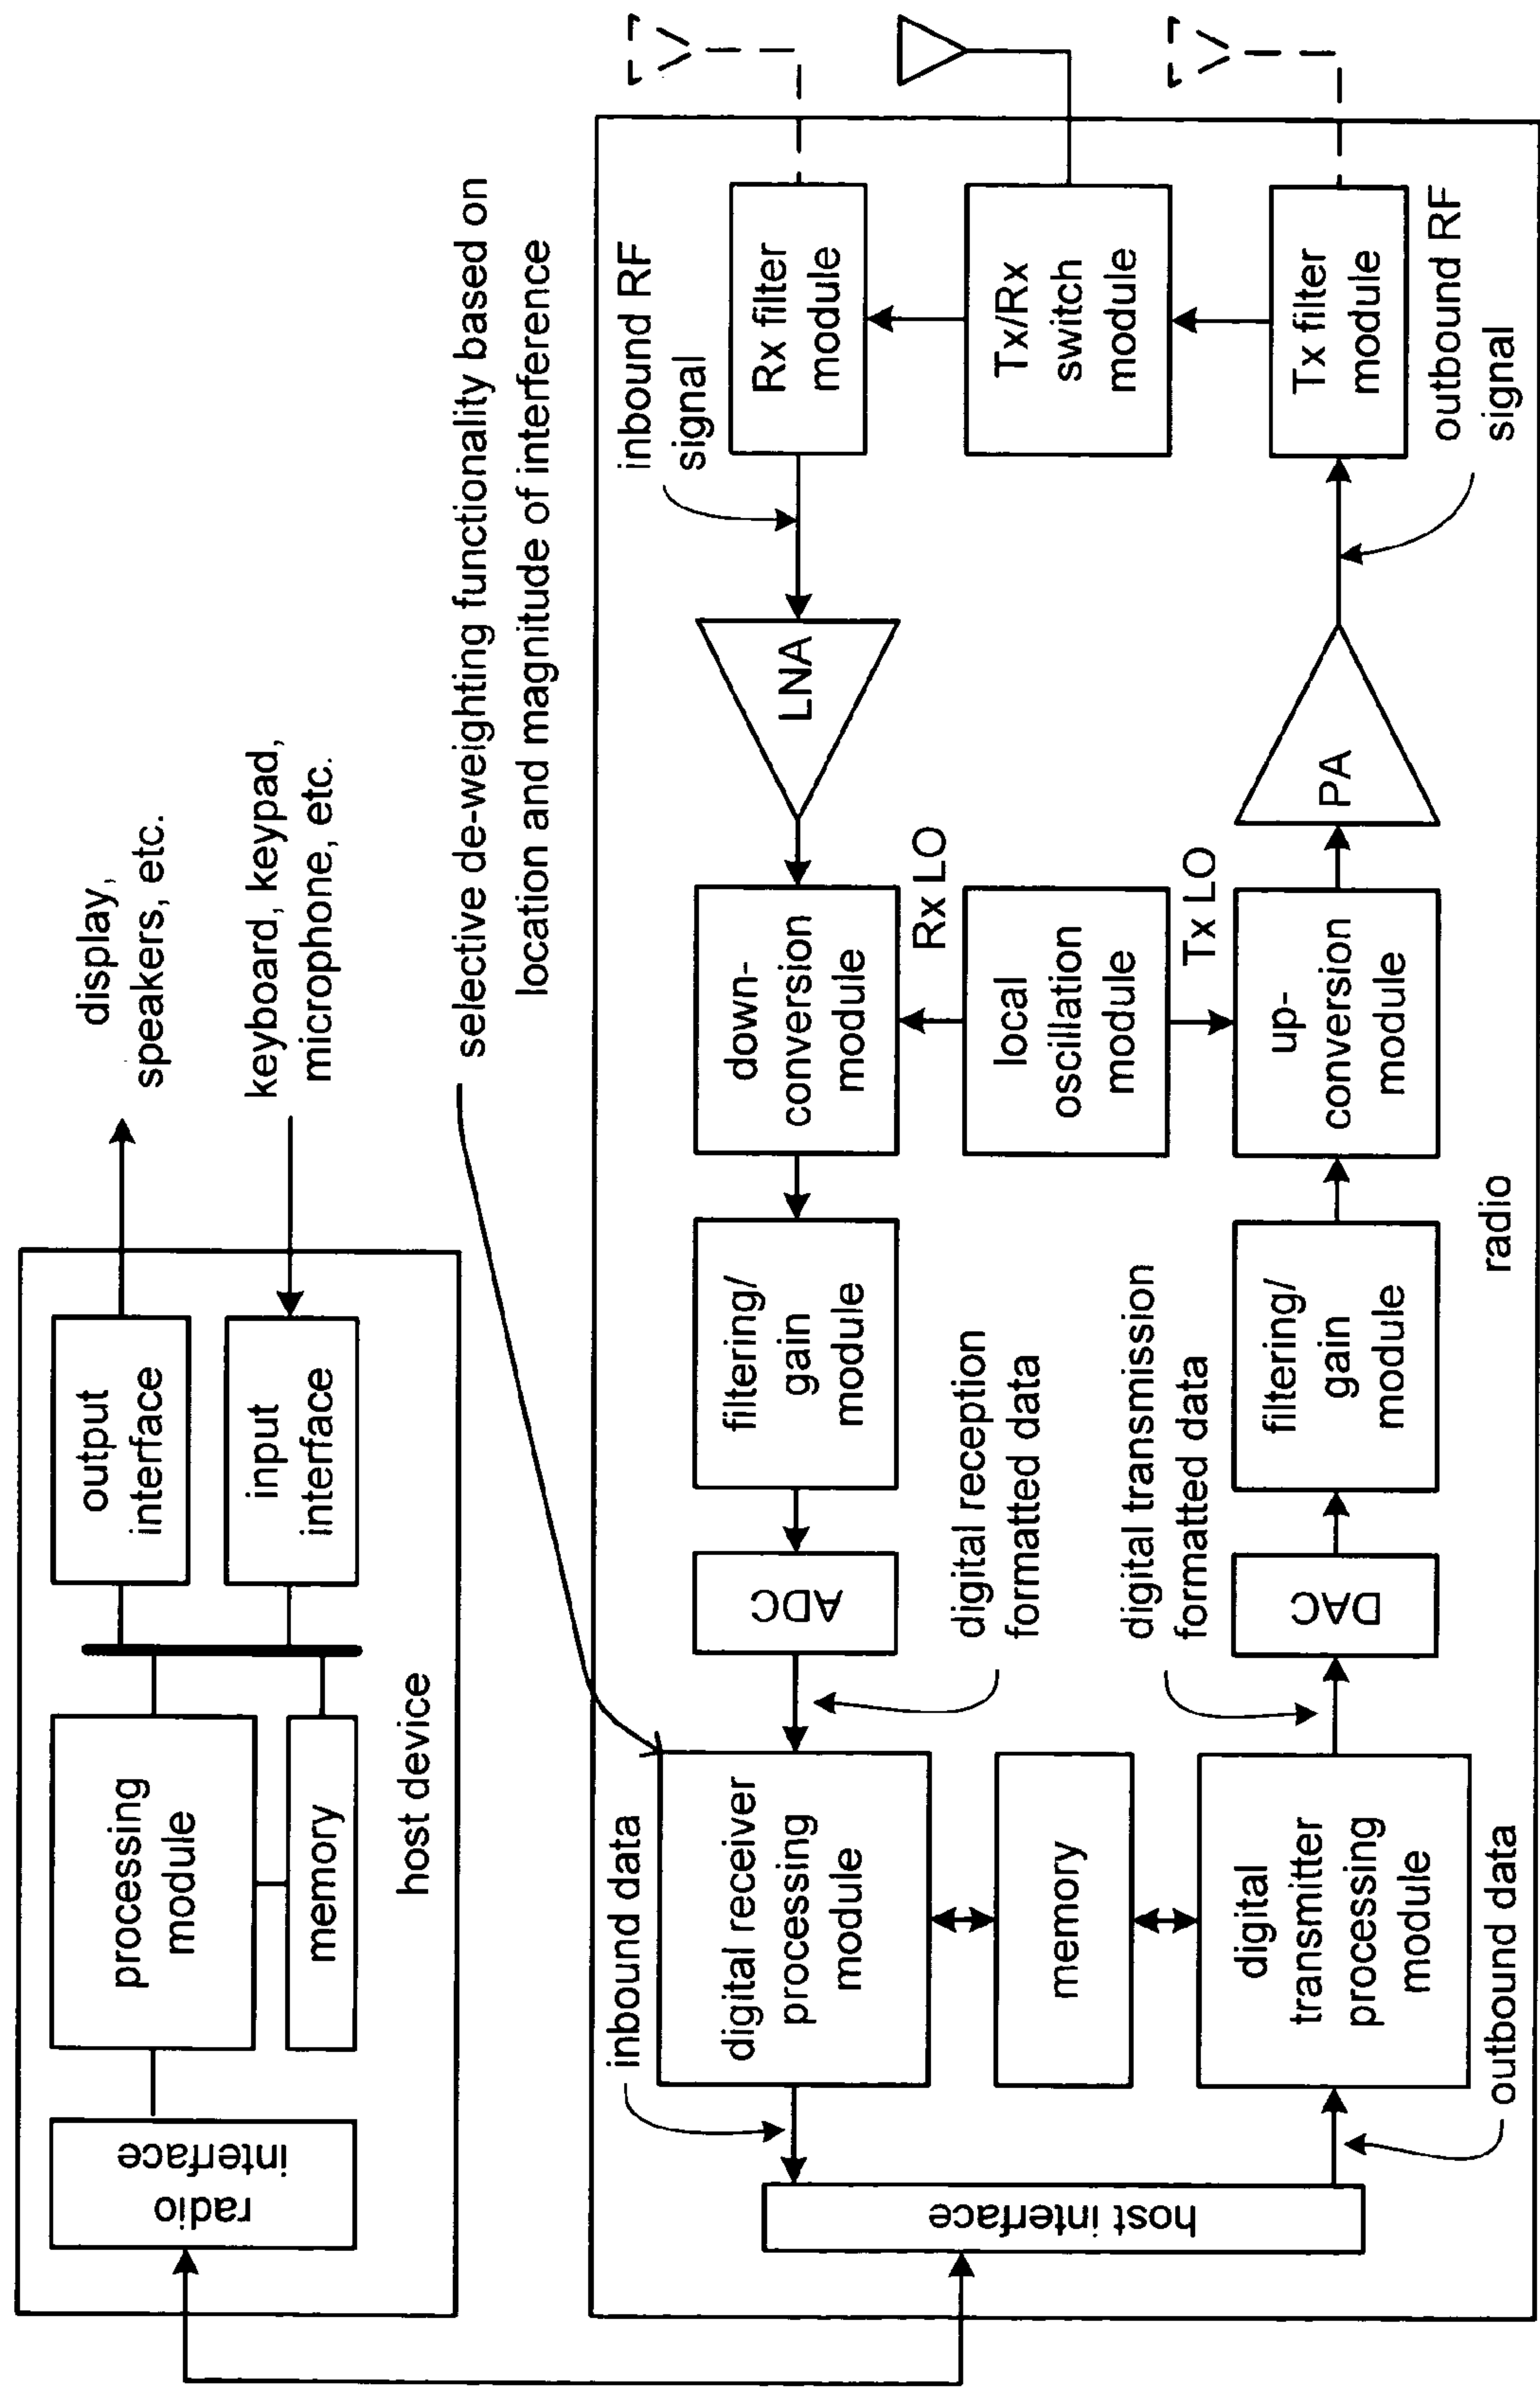 radio
interface
processing
module
memory
output
interface
input
interface
host device
display,
speakers, etc.
keyboard, keypad,
microphone, etc.
selective de-weighting functionality based on
location and magnitude of interference
inbound data
digital receiver
processing
module
ADC
digital reception
formatted data
filtering/
gain
module
down-
conversion
module
LNA
inbound RF
signal
Rx filter
module
host interface
memory
Rx LO
local
oscillation
module
Tx LO
Tx/Rx
switch
module
digital
transmitter
processing
module
outbound data
digital transmission
formatted data
DAC
filtering/
gain
module
up-
conversion
module
PA
outbound RF
signal
Tx filter
module
radio